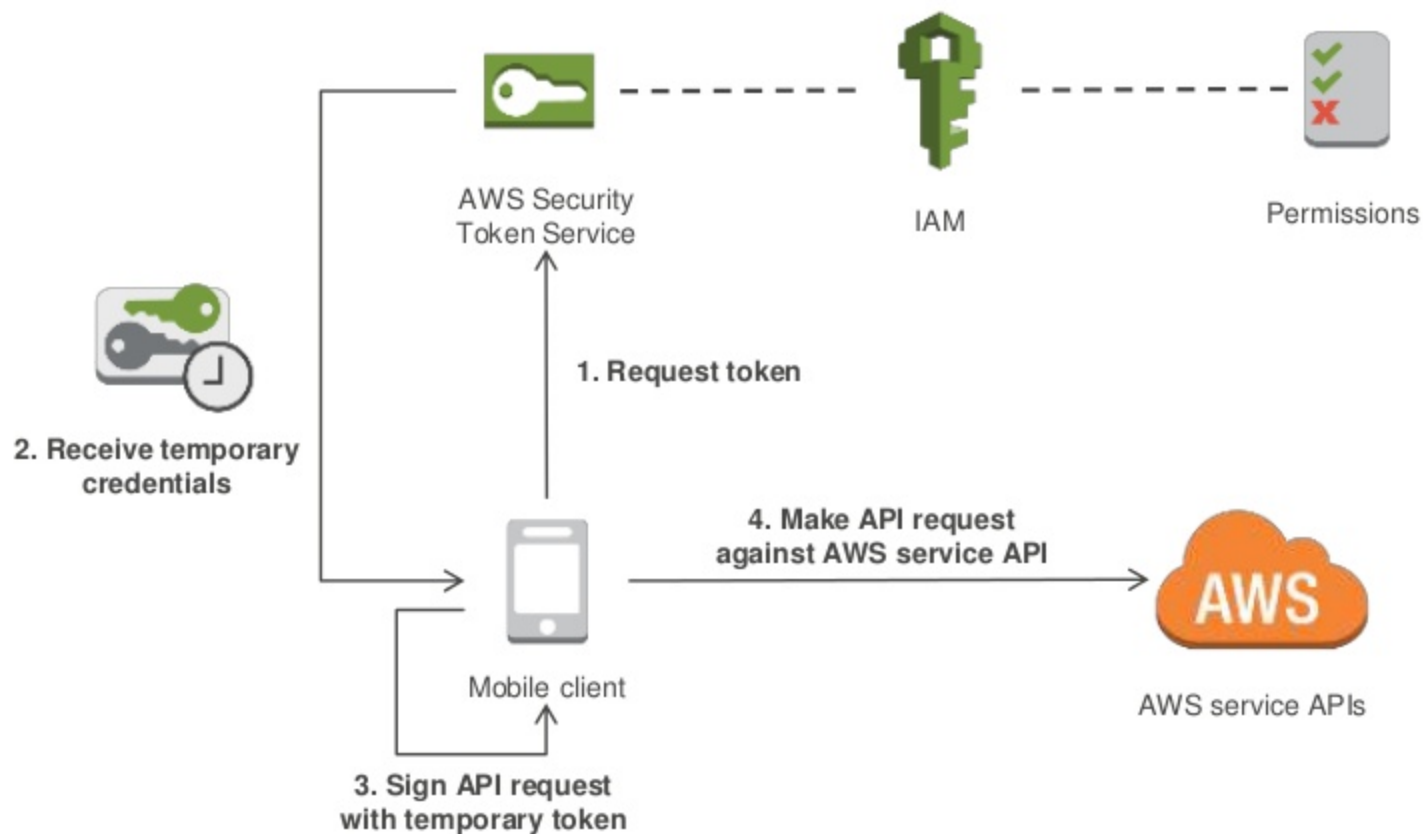 AWS Security
Token Service
IAM
Permissions
1. Request token
2. Receive temporary
credentials
4. Make API request
against AWS service API
AWS
Mobile client
AWS service APIs
3. Sign API request
with temporary token